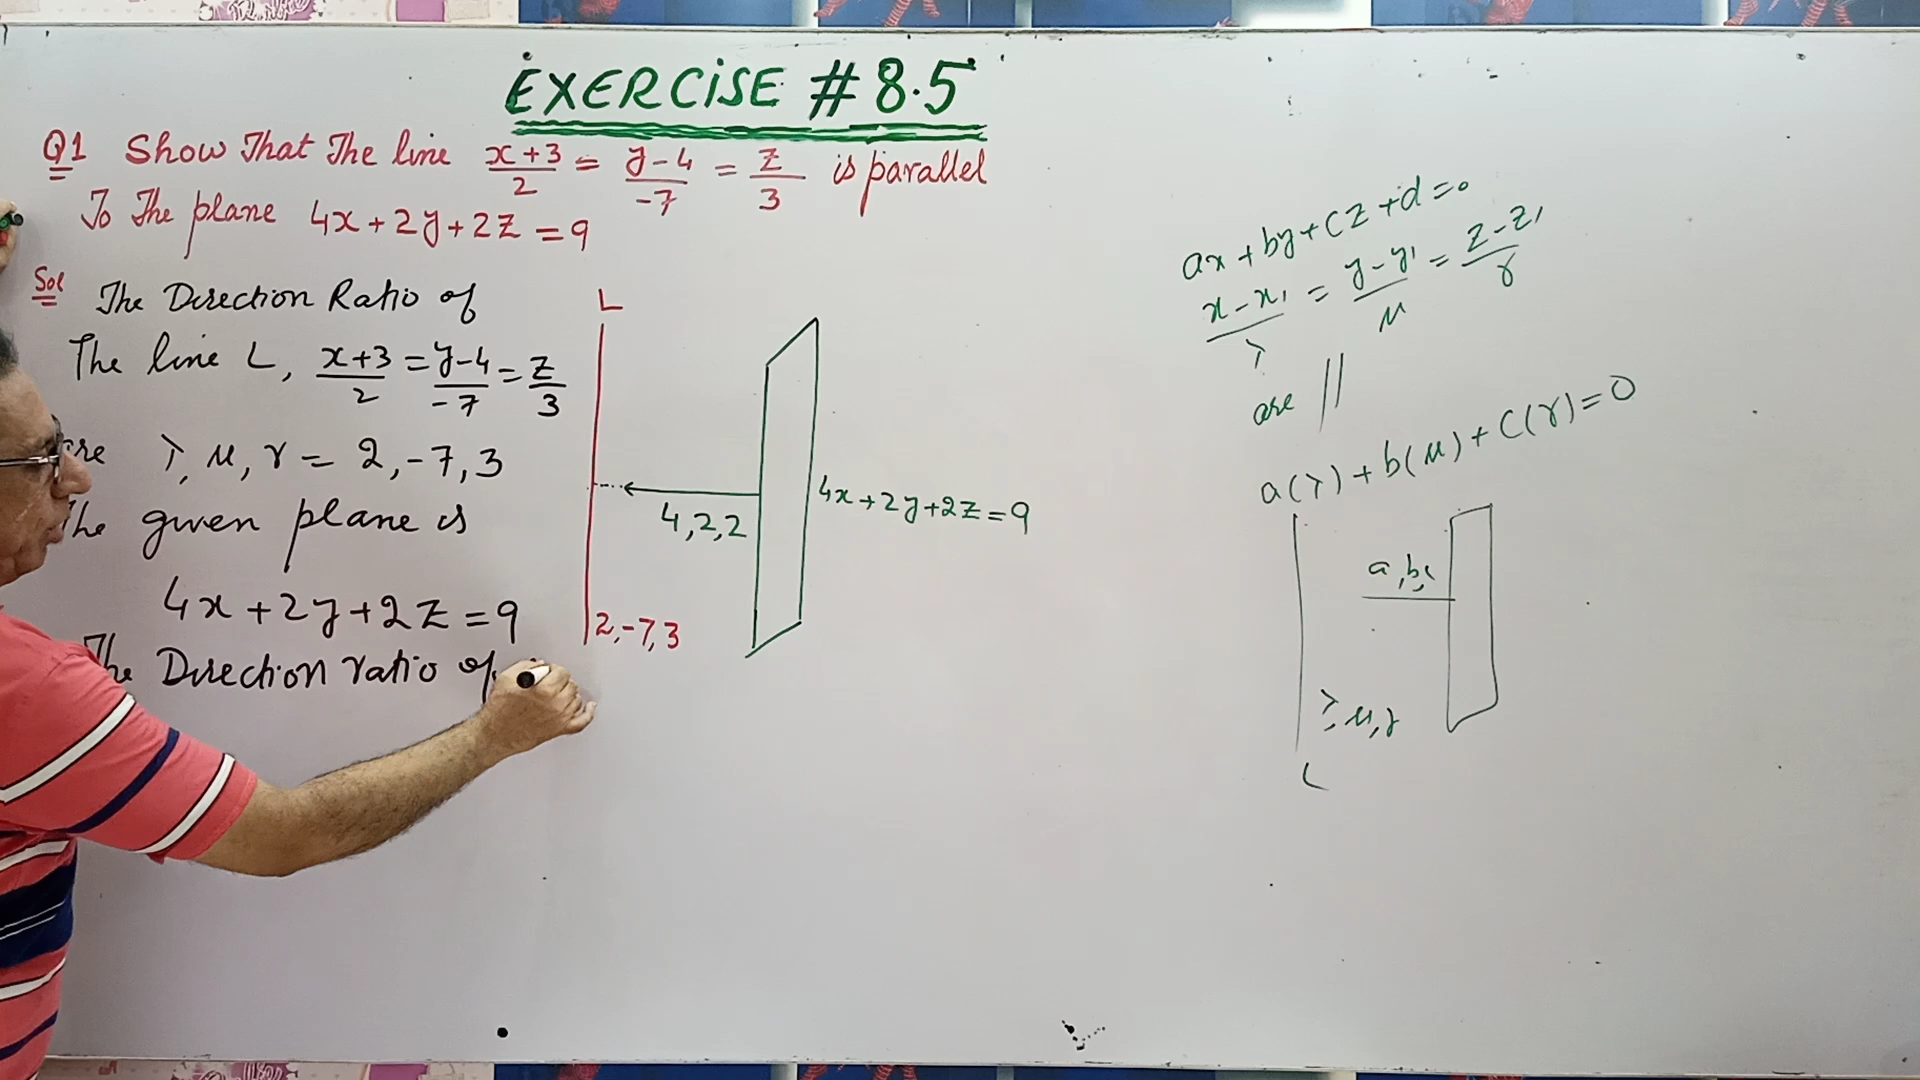 EXERCISE # 8.5
Q1 Show That The line x+3/2 = y-4/-7 = z/3 is parallel
To The plane 4x+2y+2z=9
Sol The Direction Ratio of
The line L, x+3/2 = y-4/-7 = z/3
are λ, μ, γ = 2, -7, 3
The given plane is
4x+2y+2z=9
The Direction ratio of
L
4,2,2
4x+2y+2z=9
2,-7,3
ax+by+cz+d=0
x-x₁/λ = y-y₁/μ = z-z₁/γ
are ||
a(λ)+b(μ)+c(γ)=0
a,b,c
λ, μ, γ
L